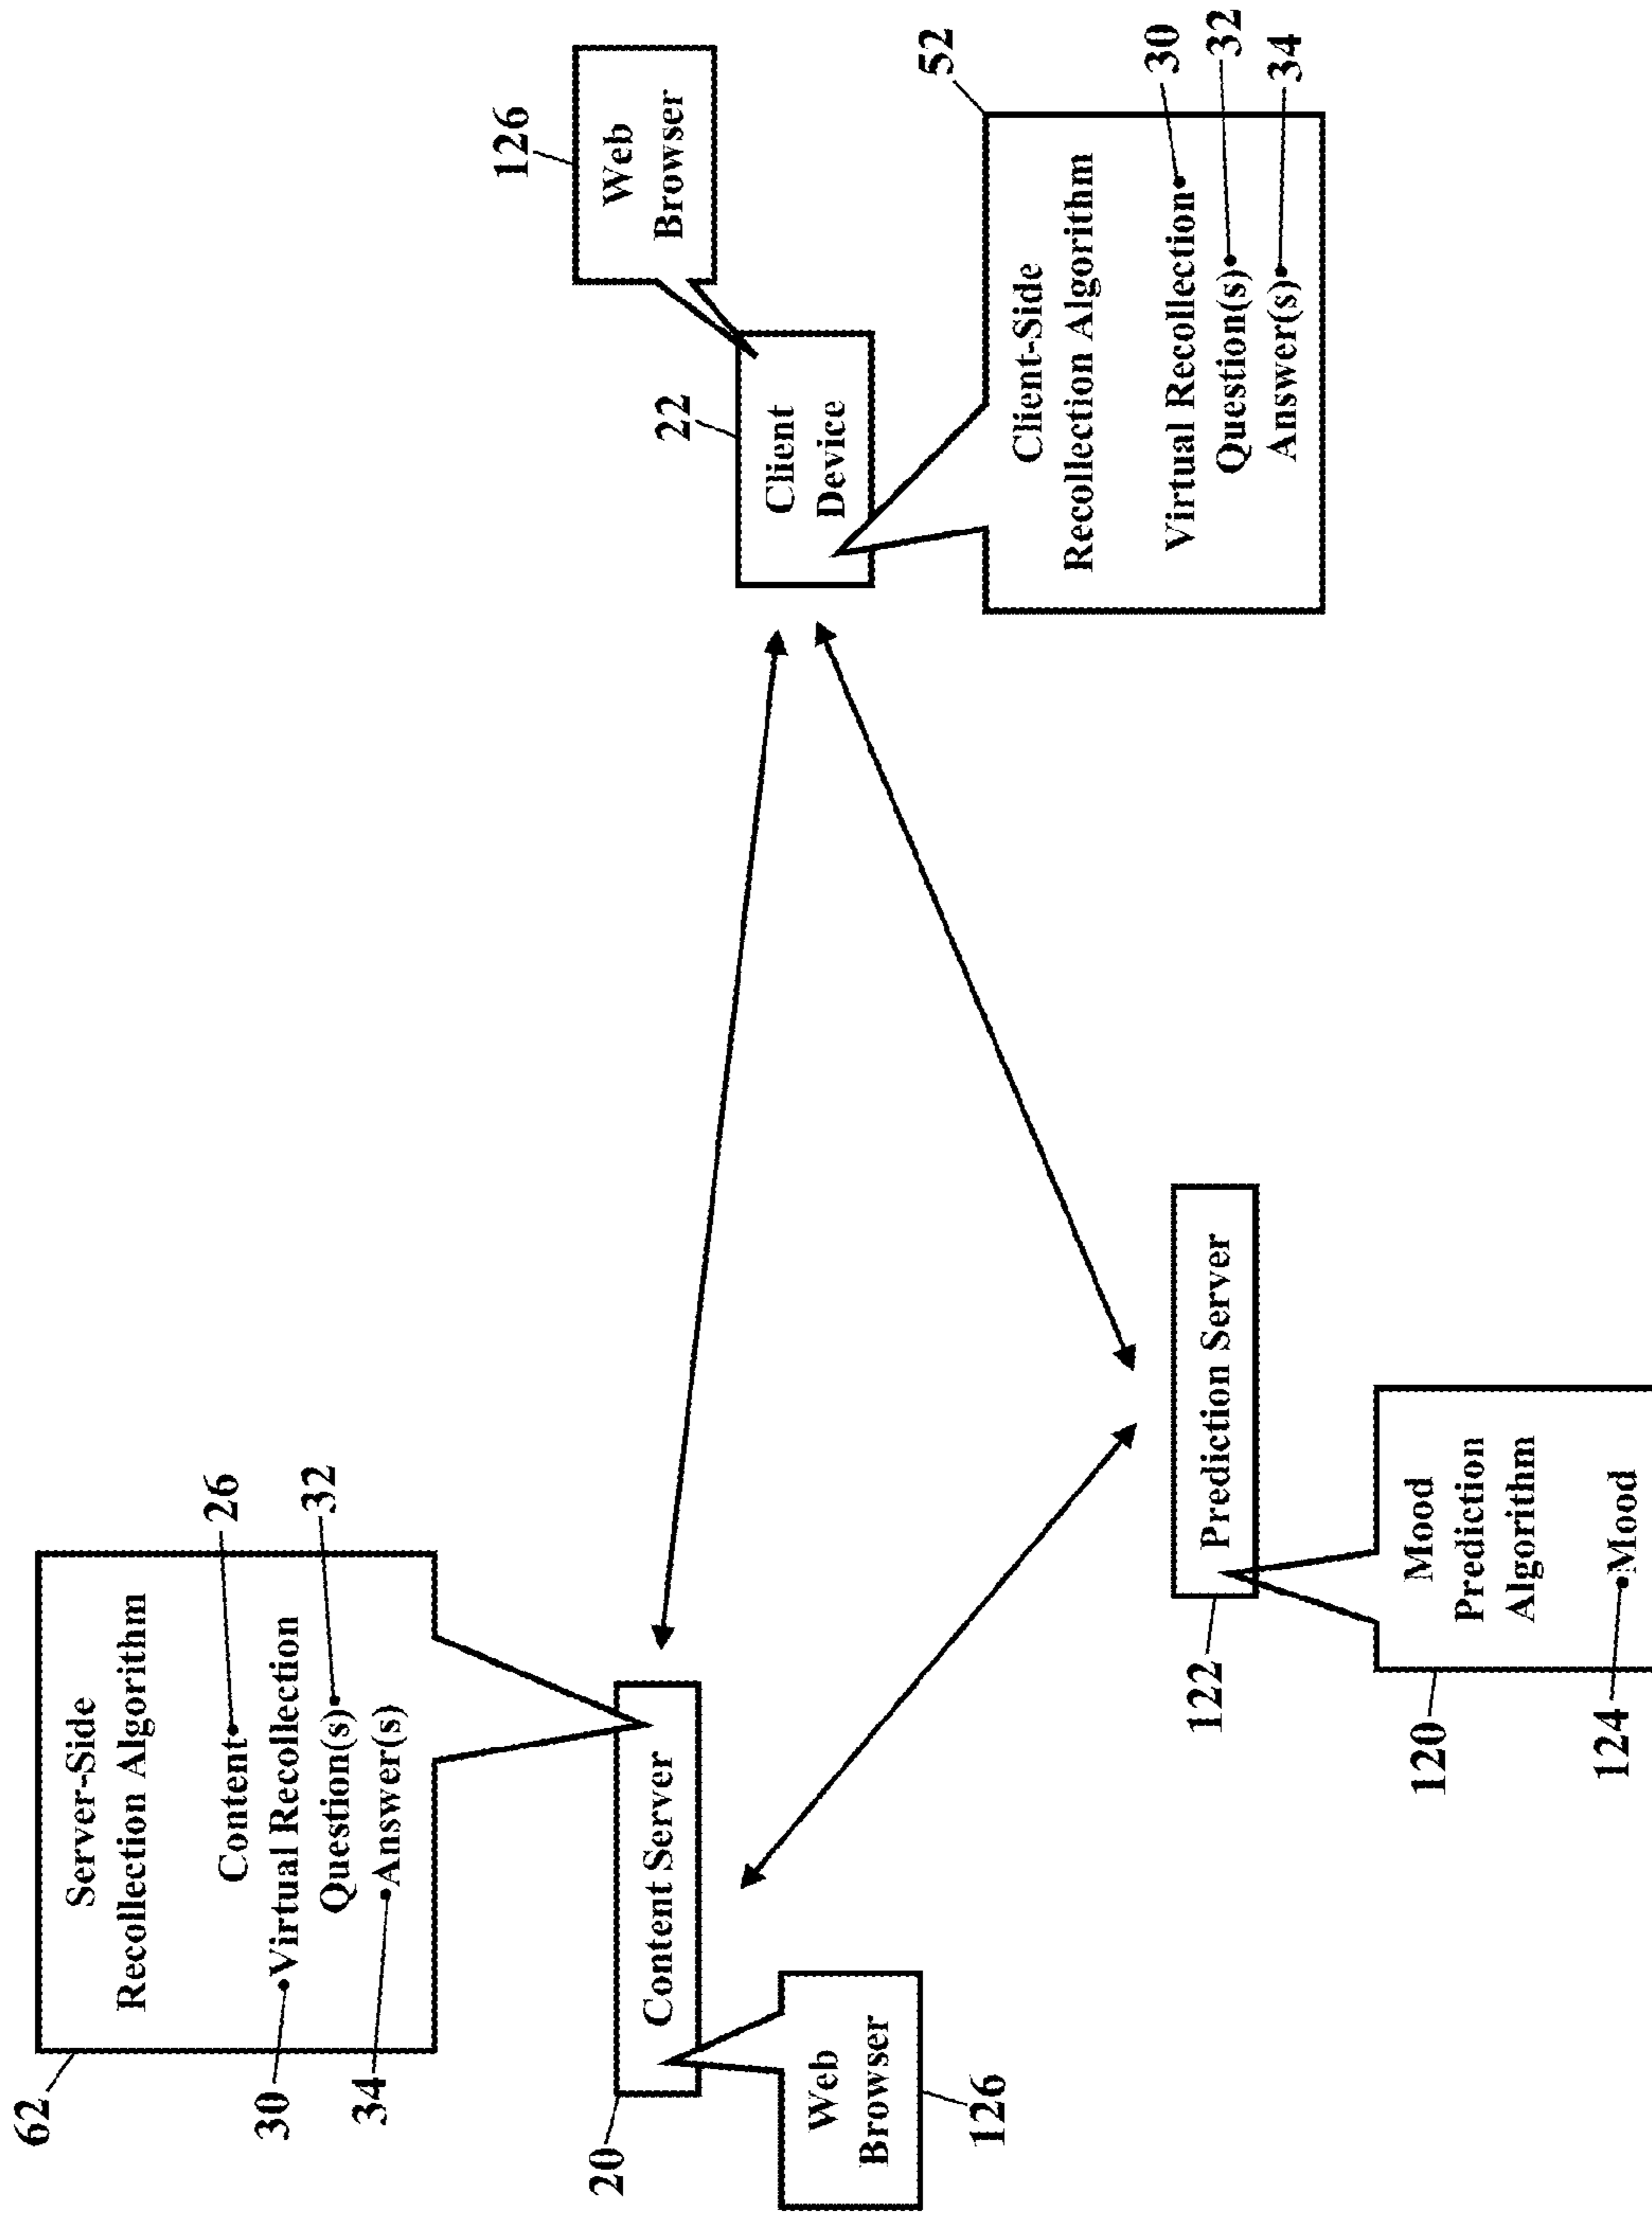 62
Server-Side
Recollection Algorithm
Content 26
30 Virtual Recollection
Question(s) 32
34 Answer(s)
20
Content Server
Web
Browser
126
126
Web
Browser
22
Client
Device
52
Client-Side
Recollection Algorithm
Virtual Recollection 30
Question(s) 32
Answer(s) 34
122
Prediction Server
120
Mood
Prediction
Algorithm
124 Mood